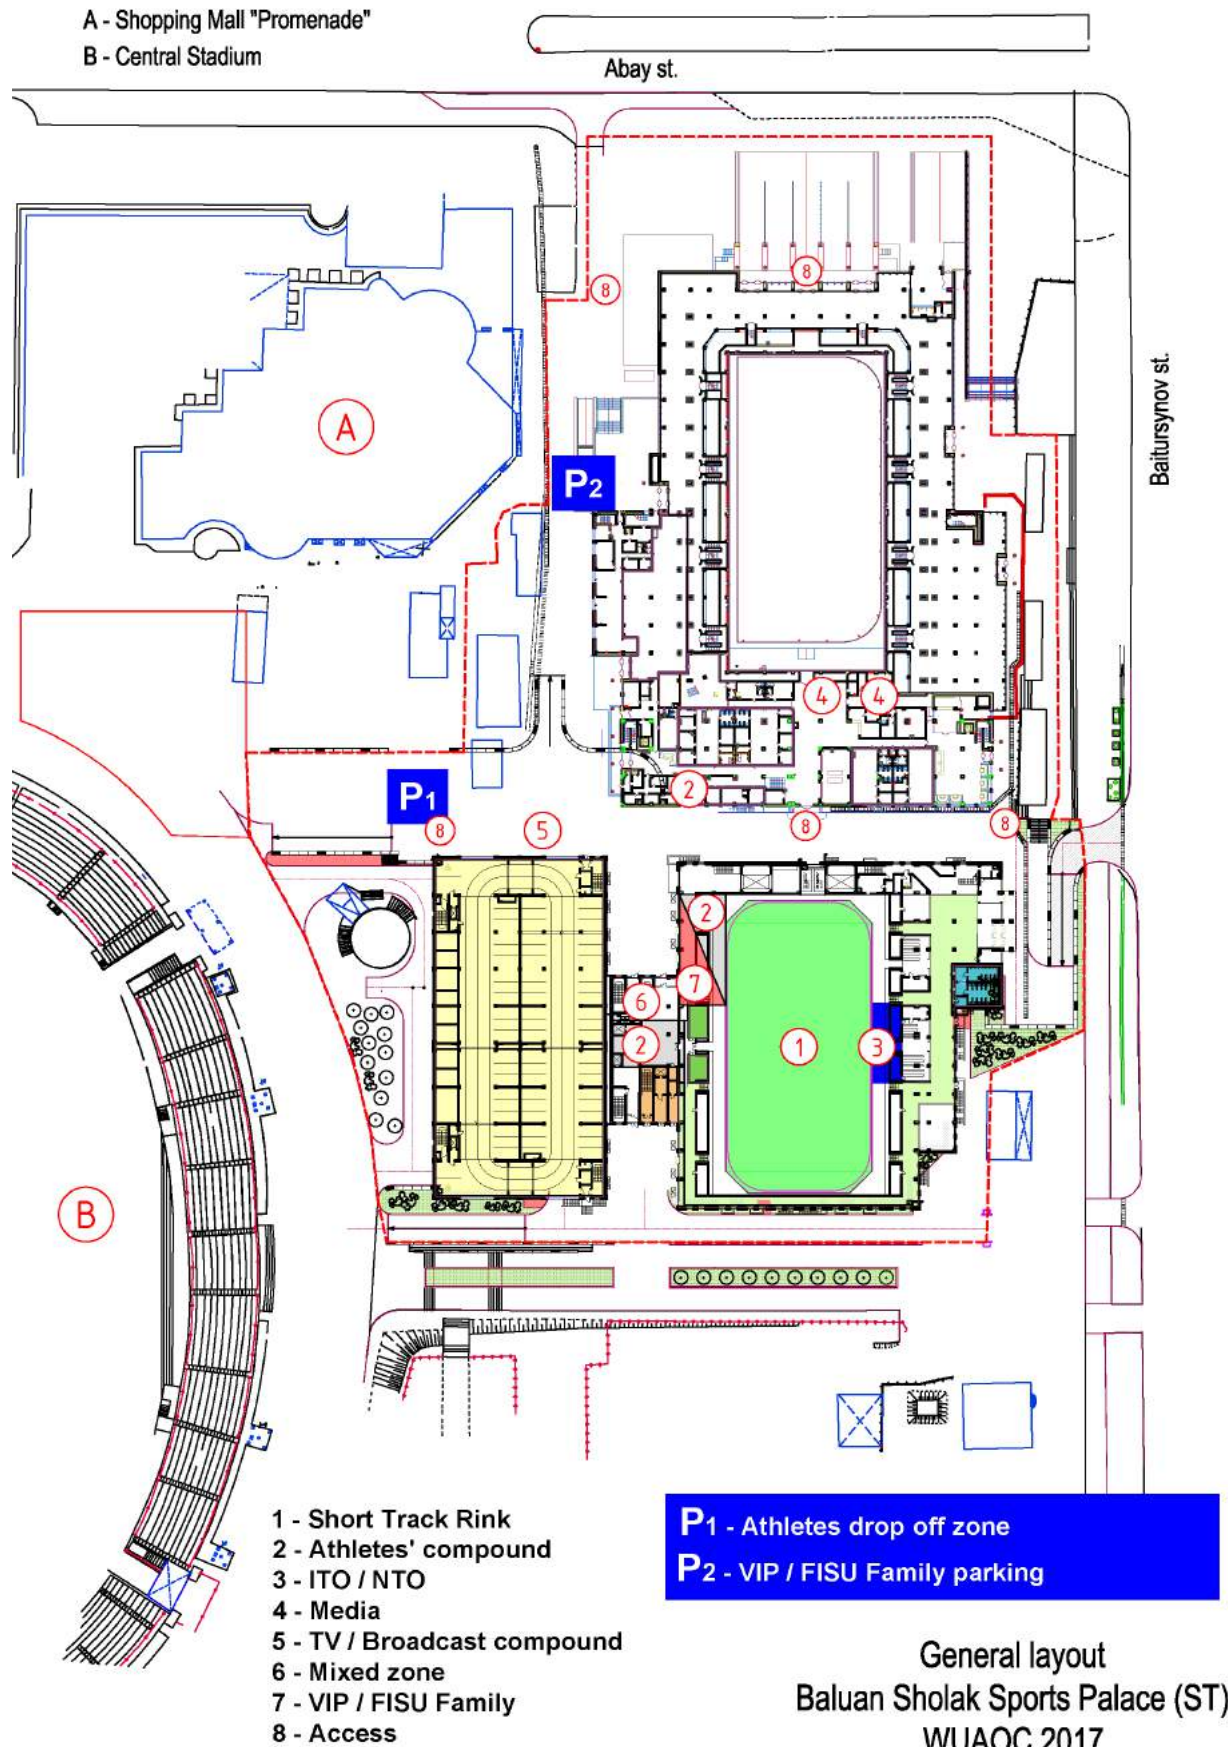 A - Shopping Mall "Promenade"
B - Central Stadium
Abay st.
8
8
Baitursynov st.
A
P2
4
4
2
P1
8
5
8
8
2
7
6
2
1
3
B
1 - Short Track Rink
2 - Athletes' compound
3 - ITO / NTO
4 - Media
5 - TV / Broadcast compound
6 - Mixed zone
7 - VIP / FISU Family
8 - Access
P1 - Athletes drop off zone
P2 - VIP / FISU Family parking
General layout
Baluan Sholak Sports Palace (ST)
WUAOC 2017